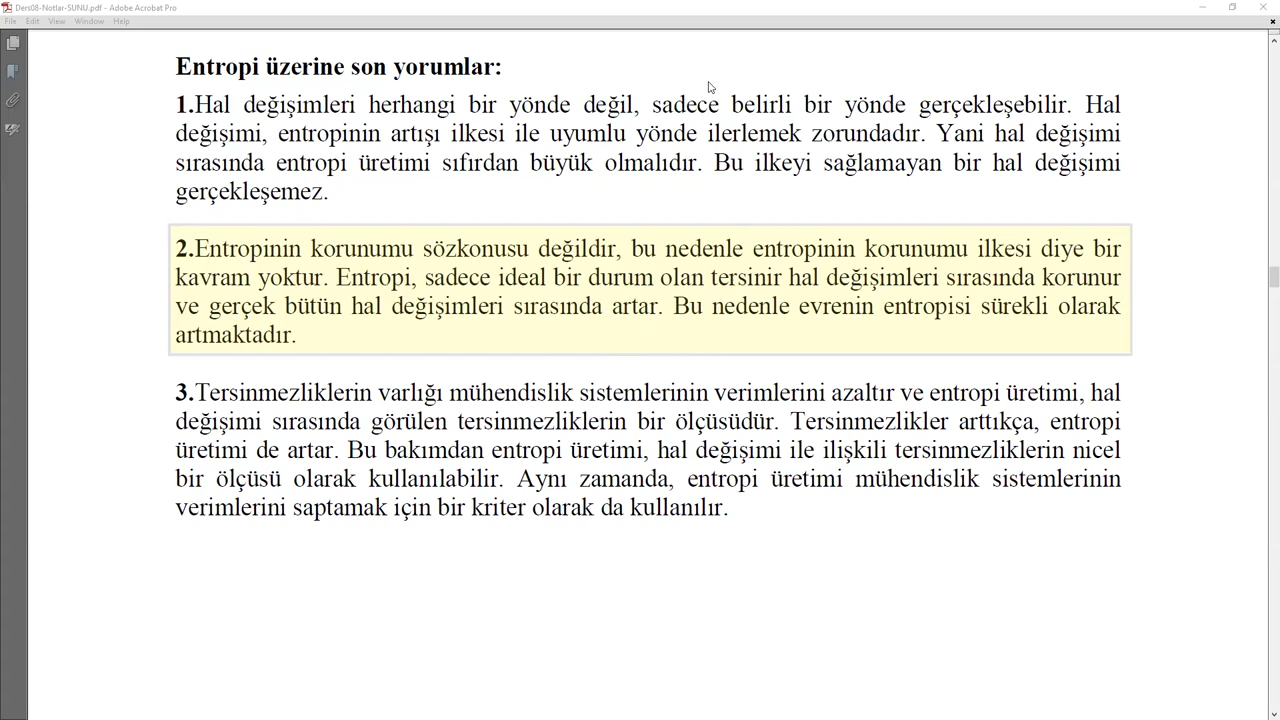 Ders08-Notlar-SUNU.pdf - Adobe Acrobat Pro
File Edit View Window Help
Entropi üzerine son yorumlar:
1.Hal değişimleri herhangi bir yönde değil, sadece belirli bir yönde gerçekleşebilir. Hal
değişimi, entropinin artışı ilkesi ile uyumlu yönde ilerlemek zorundadır. Yani hal değişimi
sırasında entropi üretimi sıfırdan büyük olmalıdır. Bu ilkeyi sağlamayan bir hal değişimi
gerçekleşemez.
2.Entropinin korunumu sözkonusu değildir, bu nedenle entropinin korunumu ilkesi diye bir
kavram yoktur. Entropi, sadece ideal bir durum olan tersinir hal değişimleri sırasında korunur
ve gerçek bütün hal değişimleri sırasında artar. Bu nedenle evrenin entropisi sürekli olarak
artmaktadır.
3.Tersinmezliklerin varlığı mühendislik sistemlerinin verimlerini azaltır ve entropi üretimi, hal
değişimi sırasında görülen tersinmezliklerin bir ölçüsüdür. Tersinmezlikler arttıkça, entropi
üretimi de artar. Bu bakımdan entropi üretimi, hal değişimi ile ilişkili tersinmezliklerin nicel
bir ölçüsü olarak kullanılabilir. Aynı zamanda, entropi üretimi mühendislik sistemlerinin
verimlerini saptamak için bir kriter olarak da kullanılır.